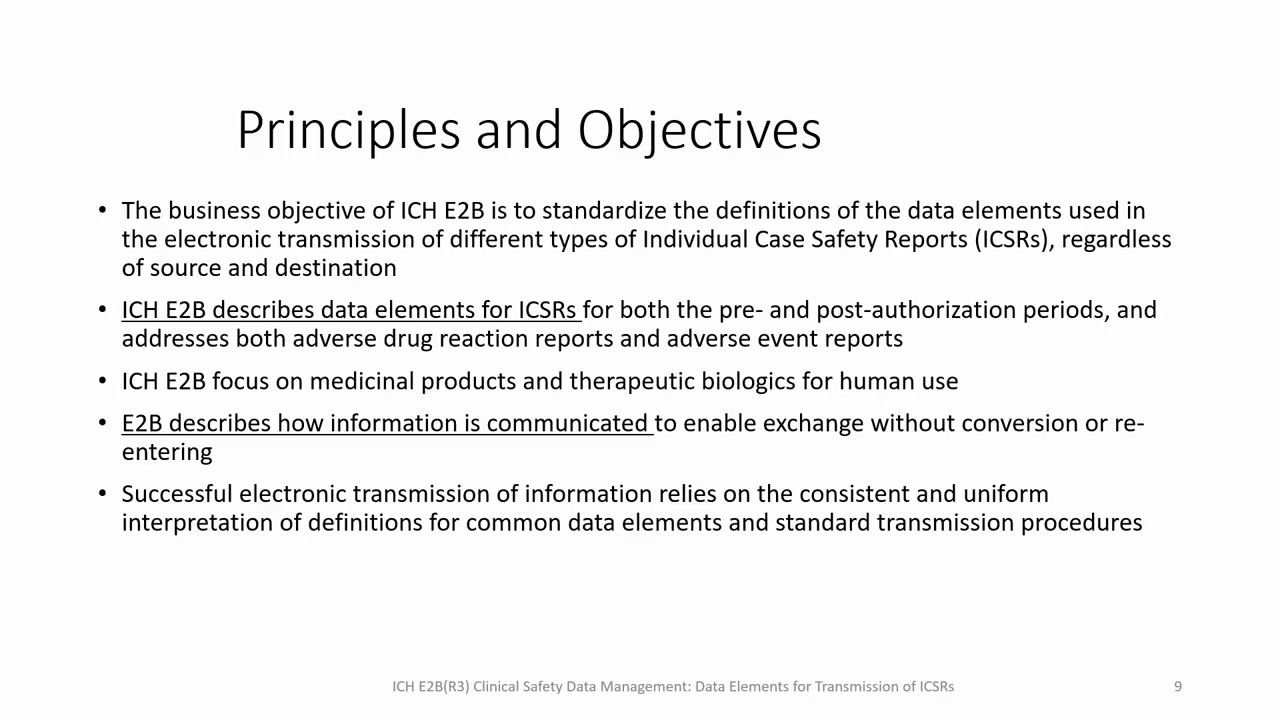 Principles and Objectives
• The business objective of ICH E2B is to standardize the definitions of the data elements used in
the electronic transmission of different types of Individual Case Safety Reports (ICSRs), regardless
of source and destination
• ICH E2B describes data elements for ICSRs for both the pre- and post-authorization periods, and
addresses both adverse drug reaction reports and adverse event reports
• ICH E2B focus on medicinal products and therapeutic biologics for human use
• E2B describes how information is communicated to enable exchange without conversion or re-
entering
• Successful electronic transmission of information relies on the consistent and uniform
interpretation of definitions for common data elements and standard transmission procedures
ICH E2B(R3) Clinical Safety Data Management: Data Elements for Transmission of ICSRs
9